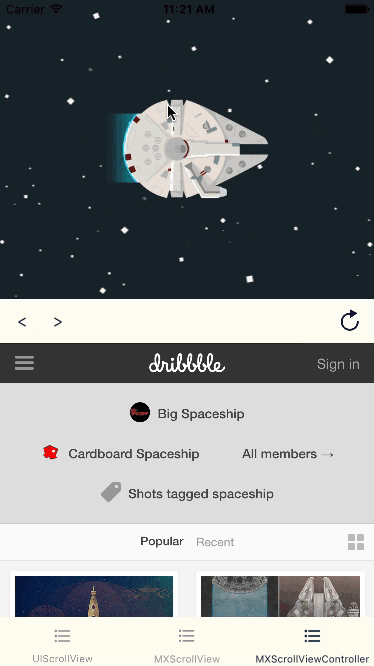 Carrier 11:21 AM
< >
dribbble Sign in
Big Spaceship
Cardboard Spaceship All members →
Shots tagged spaceship
Popular Recent
UIScrollView MXScrollView MXScrollViewController